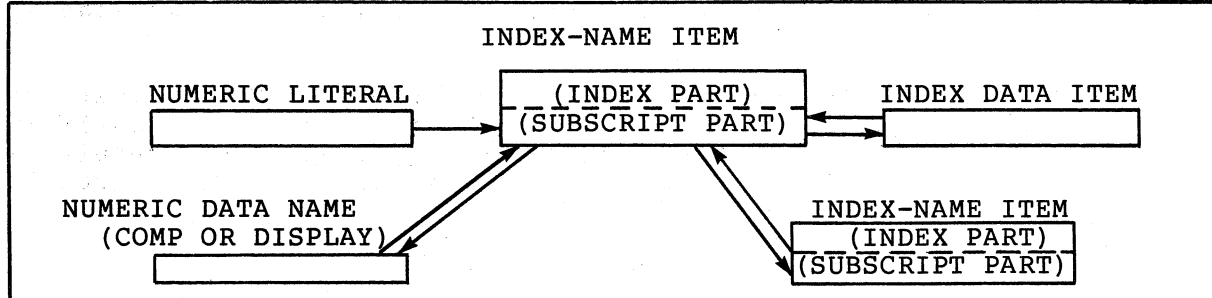 INDEX-NAME ITEM
NUMERIC LITERAL
(INDEX PART)
(SUBSCRIPT PART)
INDEX DATA ITEM
NUMERIC DATA NAME
(COMP OR DISPLAY)
INDEX-NAME ITEM
(INDEX PART)
(SUBSCRIPT PART)